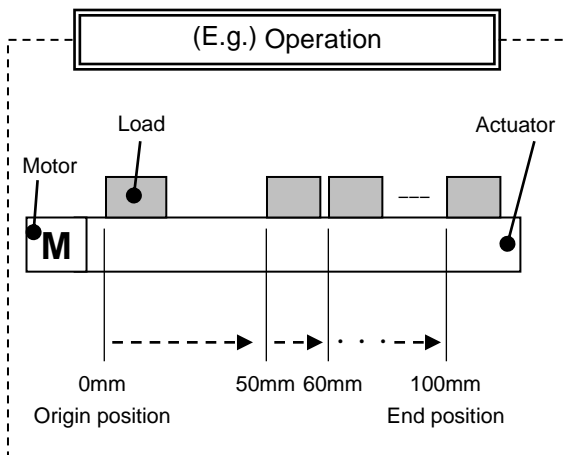 (E.g.) Operation
Load
Actuator
Motor
M
0mm
50mm
60mm
100mm
Origin position
End position